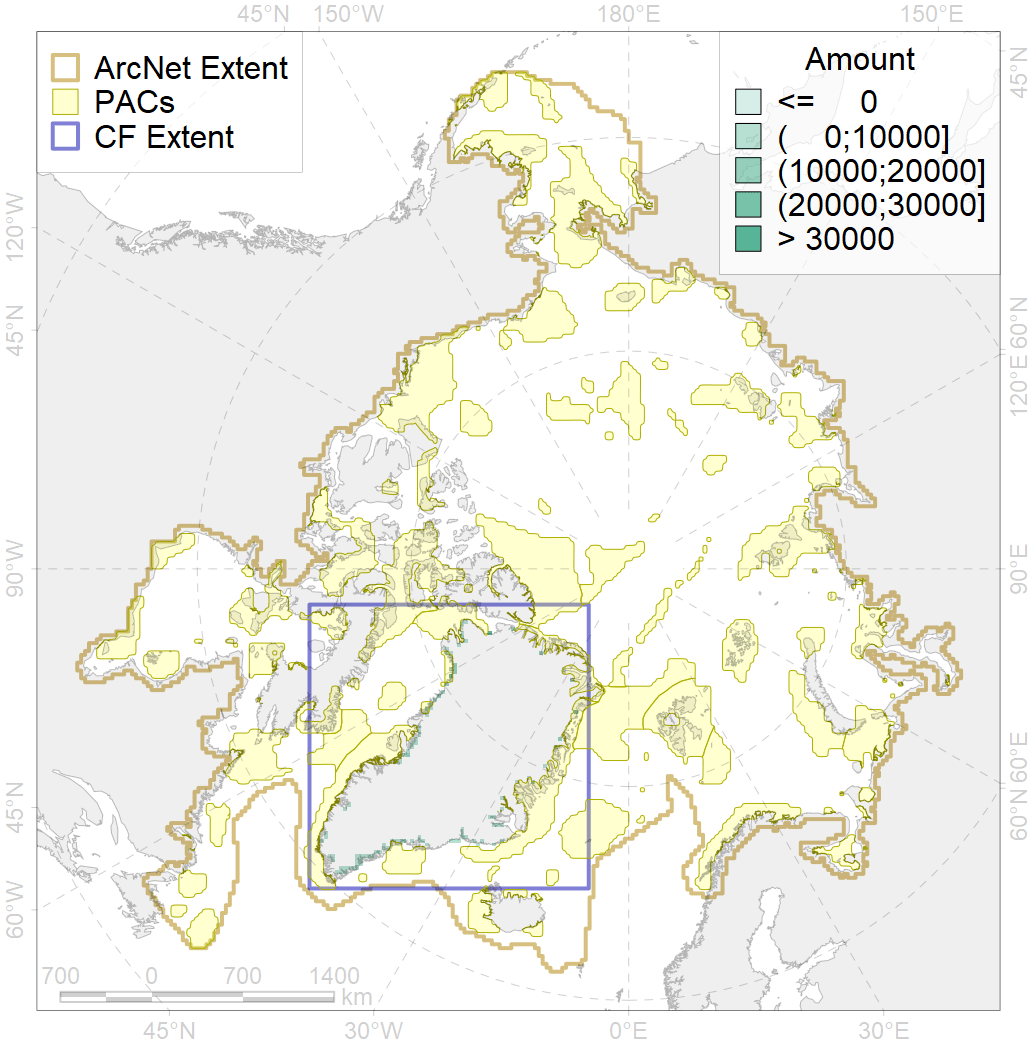 45°N 150°W 180°E 150°E
ArcNet Extent
PACs
CF Extent
Amount
<= 0
( 0;10000]
(10000;20000]
(20000;30000]
> 30000
45°N
120°W
45°N
90°W
45°N
60°W
60°N
120°E
90°E
60°E
60°N
700 0 700 1400
km
45°N 30°W 0°E 30°E